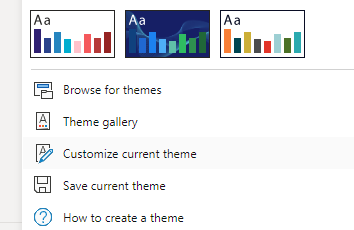 Aa Aa Aa
Browse for themes
Theme gallery
Customize current theme
Save current theme
How to create a theme